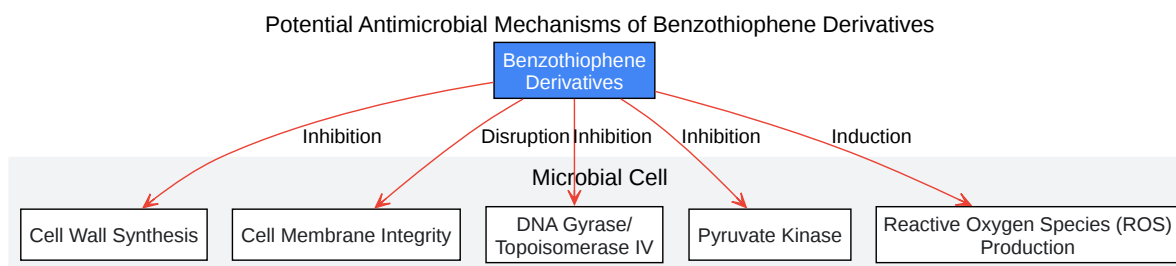 Potential Antimicrobial Mechanisms of Benzothiophene Derivatives
Benzothiophene
Derivatives
Inhibition
Disruption
Inhibition
Inhibition
Induction
Microbial Cell
Cell Wall Synthesis
Cell Membrane Integrity
DNA Gyrase/
Topoisomerase IV
Pyruvate Kinase
Reactive Oxygen Species (ROS)
Production